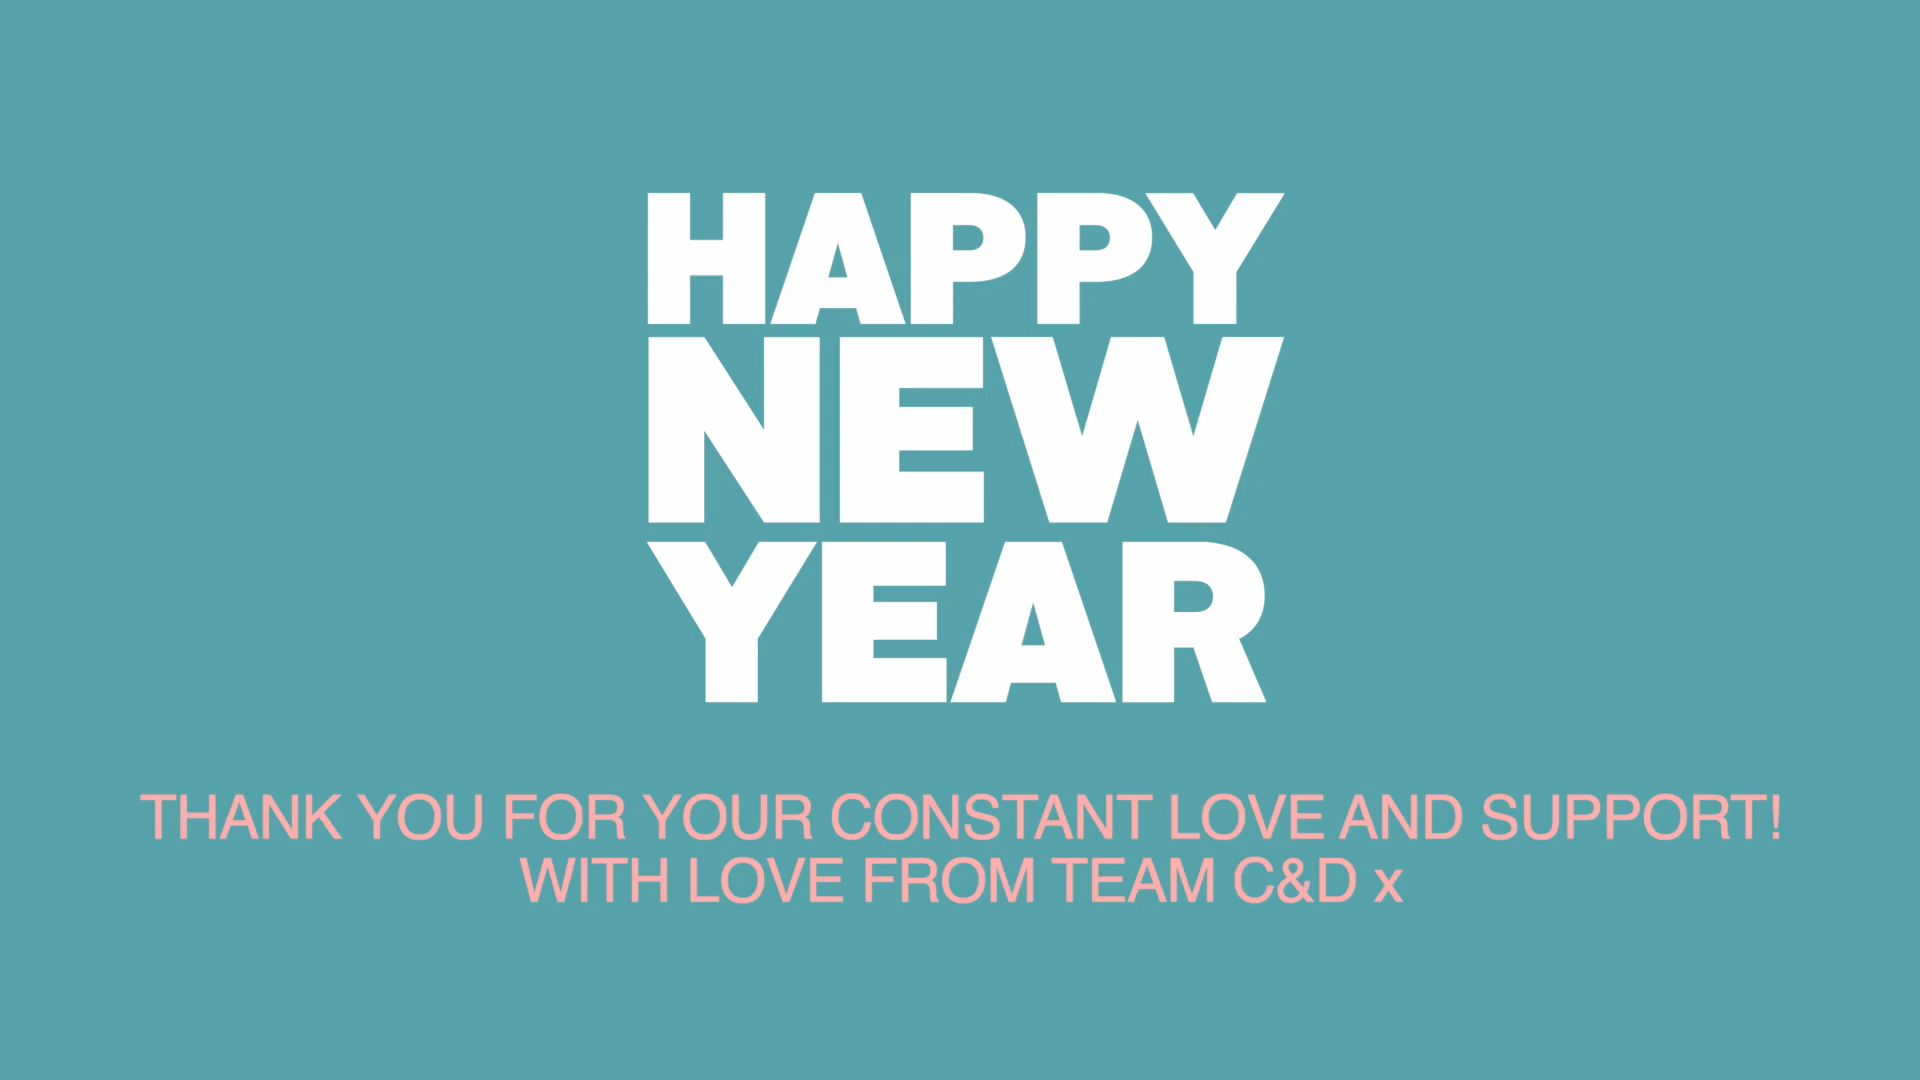 HAPPY
NEW
YEAR
THANK YOU FOR YOUR CONSTANT LOVE AND SUPPORT!
WITH LOVE FROM TEAM C&D x